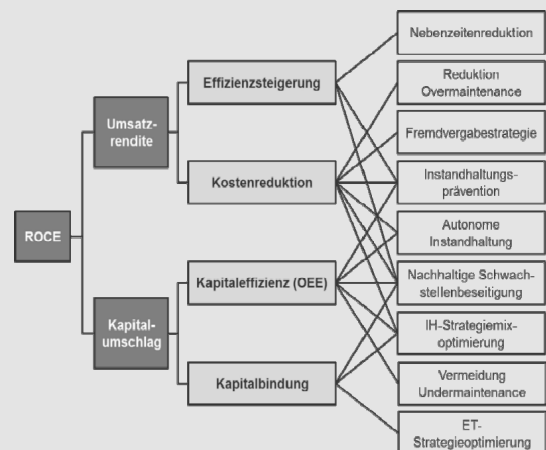 ROCE
Umsatz-
rendite
Kapital-
umschlag
Effizienzsteigerung
Kostenreduktion
Kapitaleffizienz (OEE)
Kapitalbindung
Nebenzeitenreduktion
Reduktion
Overmaintenance
Fremdvergabestrategie
Instandhaltungs-
prävention
Autonome
Instandhaltung
Nachhaltige Schwach-
stellenbeseitigung
IH-Strategiemix-
optimierung
Vermeidung
Undermaintenance
ET-
Strategieoptimierung